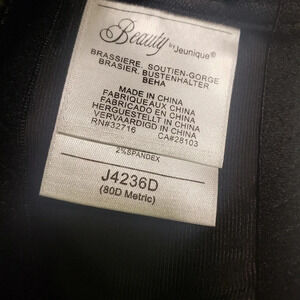 Beauty by Jeunique®
BRASSIERE, SOUTIEN-GORGE
BRASIER, BUSTENHALTER
BEHA
MADE IN CHINA
FABRIQUE AUX CHINA
FABRICADO EN CHINA
HERGUESTELLT IN CHINA
VERVAARDIGD IN CHINA
RN#32716 CA#28103
2%SPANDEX
J4236D
(80D Metric)